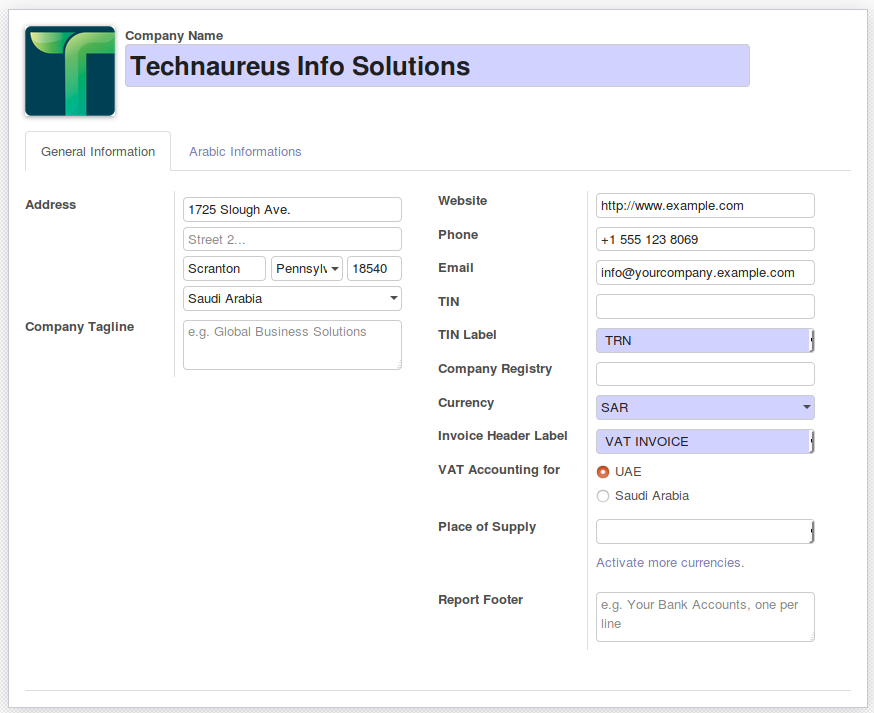 Company Name
Technaureus Info Solutions
General Information
Arabic Informations
Address
1725 Slough Ave.
Street 2...
Scranton
Pennsylv
18540
Saudi Arabia
Company Tagline
e.g. Global Business Solutions
Website
http://www.example.com
Phone
+1 555 123 8069
Email
info@yourcompany.example.com
TIN
TIN Label
TRN
Company Registry
Currency
SAR
Invoice Header Label
VAT INVOICE
VAT Accounting for
UAE
Saudi Arabia
Place of Supply
Activate more currencies.
Report Footer
e.g. Your Bank Accounts, one per
line